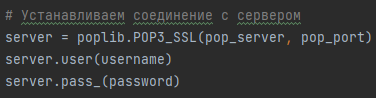 # Устанавливаем соединение с сервером
server = poplib.POP3_SSL(pop_server, pop_port)
server.user(username)
server.pass_(password)